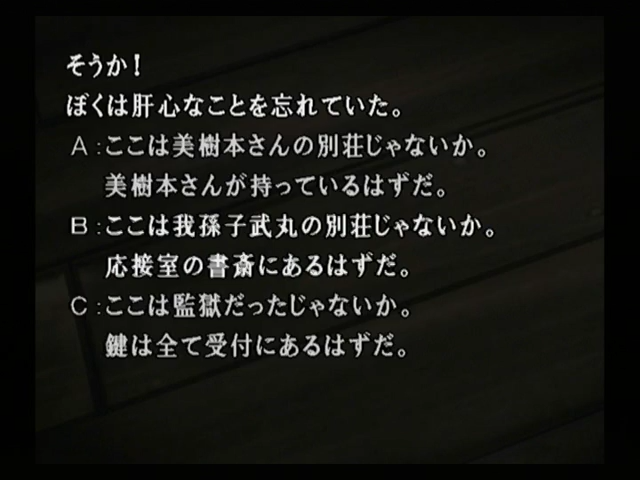 そうか！
ぼくは肝心なことを忘れていた。
A：ここは美樹本さんの別荘じゃないか。
美樹本さんが持っているはずだ。
B：ここは我孫子武丸の別荘じゃないか。
応接室の書斎にあるはずだ。
C：ここは監獄だったじゃないか。
鍵は全て受付にあるはずだ。